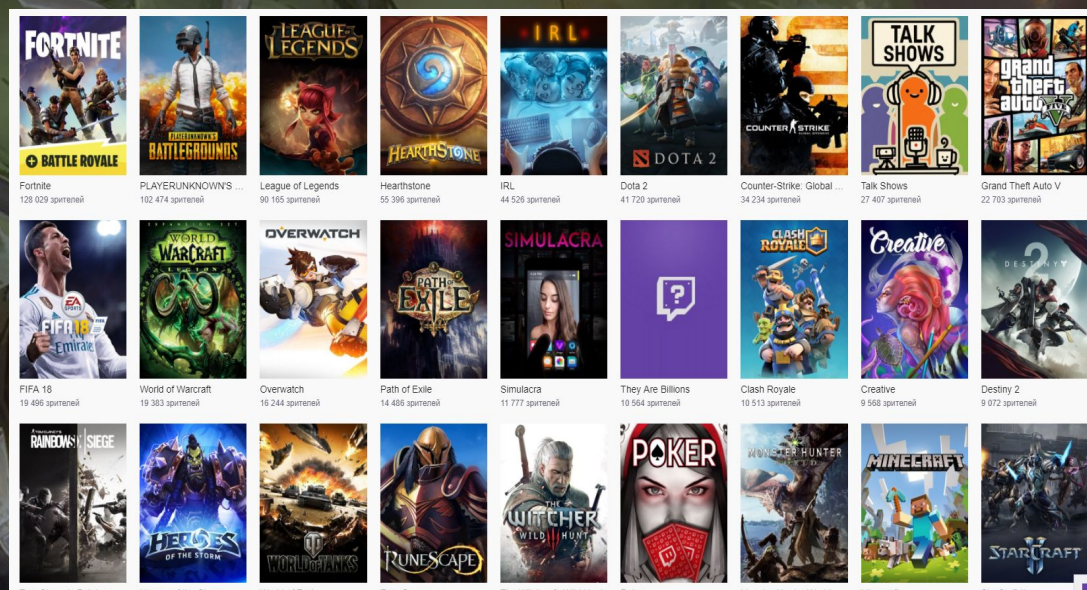 FORTNITE
BATTLE ROYALE
PLAYERUNKNOWN'S
BATTLEGROUNDS
LEAGUE OF
LEGENDS
HEARTHSTONE
IRL
DOTA 2
COUNTER STRIKE
TALK
SHOWS
grand
theft
auto
V
Fortnite
PLAYERUNKNOWN'S ...
League of Legends
Hearthstone
IRL
Dota 2
Counter-Strike: Global ...
Talk Shows
Grand Theft Auto V
128 029 зрителей
102 474 зрителей
90 165 зрителей
55 396 зрителей
44 526 зрителей
41 720 зрителей
34 234 зрителей
27 407 зрителей
22 703 зрителей
EA
SPORTS
FIFA 18
Emirates
WORLD
WARCRAFT
LEGION
OVERWATCH
PATH OF
EXILE
SIMULACRA
?
CLASH
ROYALE
Creative
2
DESTINY
FIFA 18
World of Warcraft
Overwatch
Path of Exile
Simulacra
They Are Billions
Clash Royale
Creative
Destiny 2
19 496 зрителей
19 383 зрителей
16 244 зрителей
14 486 зрителей
11 777 зрителей
10 564 зрителей
10 513 зрителей
9 568 зрителей
9 072 зрителей
RAINBOW SIX | SIEGE
HEROES
OF THE STORM
WORLD OF TANKS
RUNESCAPE
THE
WITCHER
WILD HUNT
POKER
MONSTER HUNTER
WORLD
MINECRAFT
STARCRAFT
II